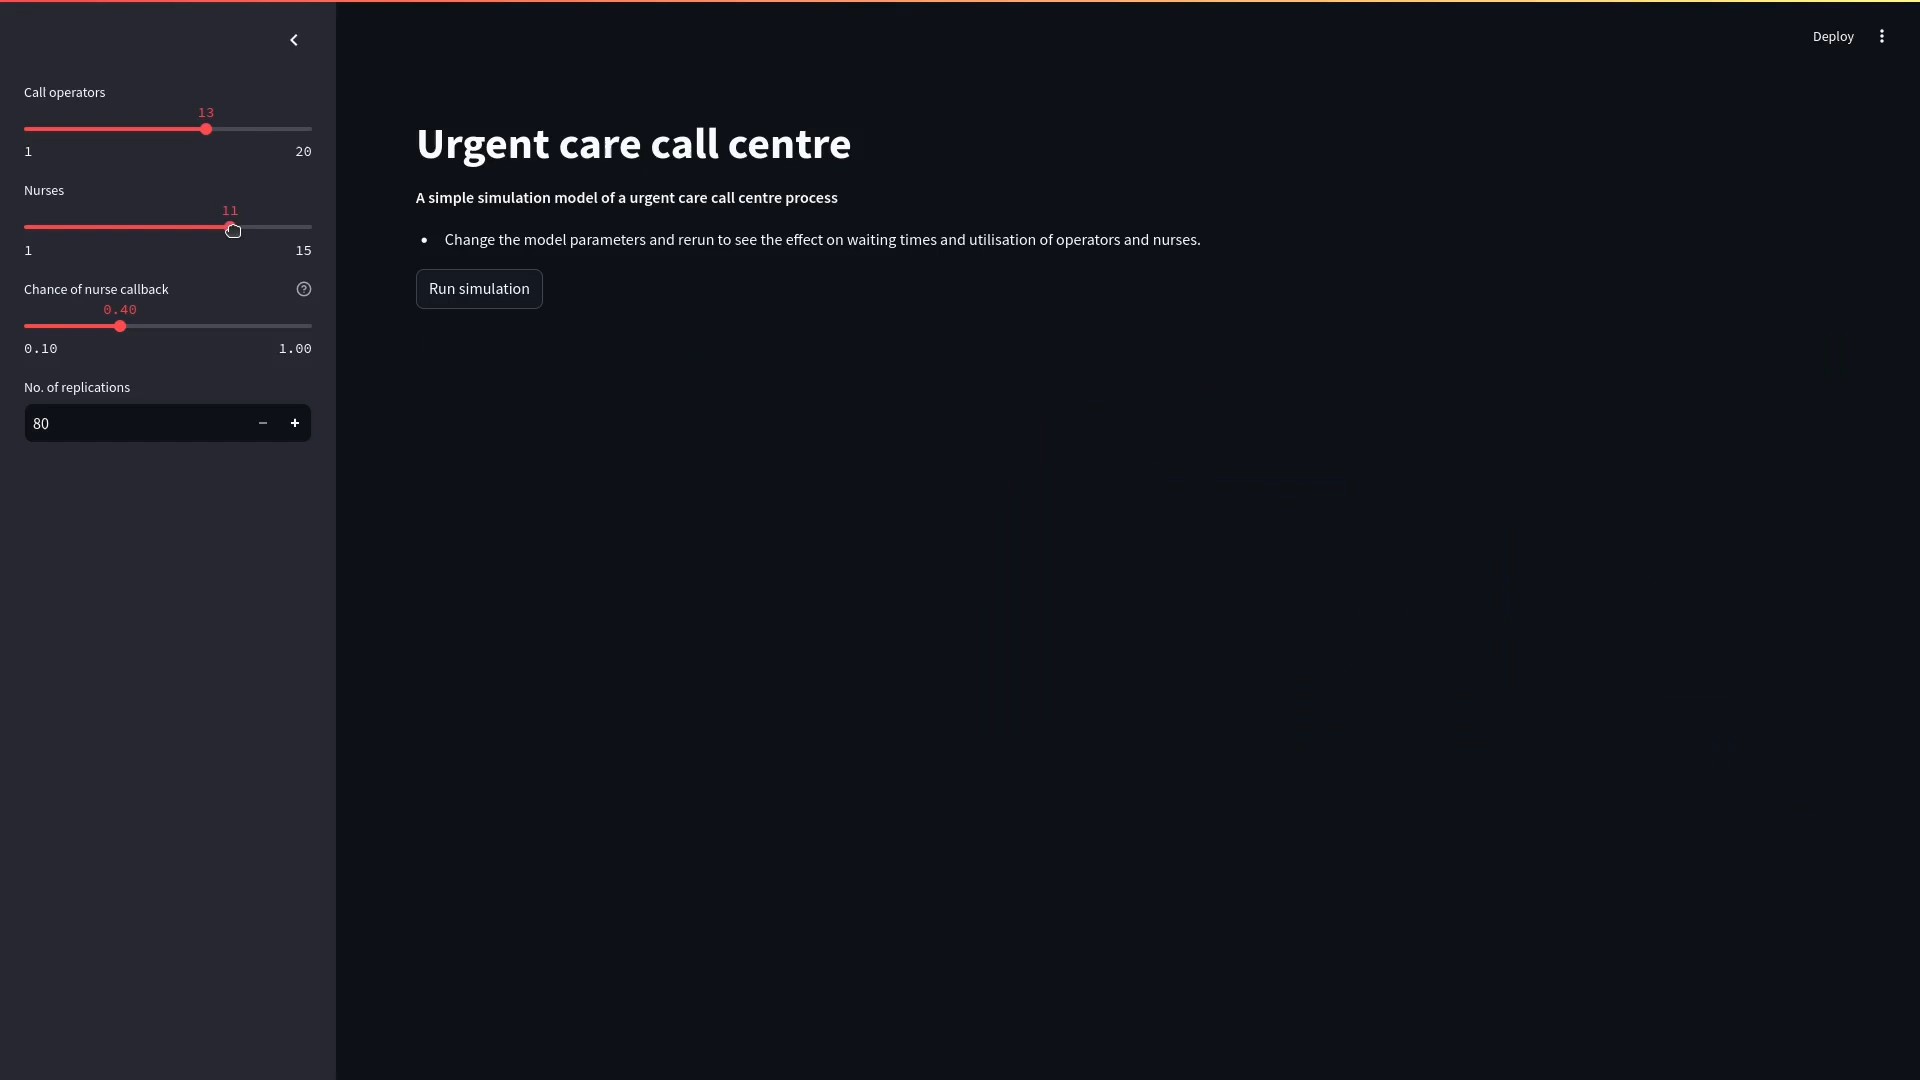 Deploy
Call operators
13
1 20
Nurses
11
1 15
Chance of nurse callback
0.40
0.10 1.00
No. of replications
80
Urgent care call centre
A simple simulation model of a urgent care call centre process
• Change the model parameters and rerun to see the effect on waiting times and utilisation of operators and nurses.
Run simulation